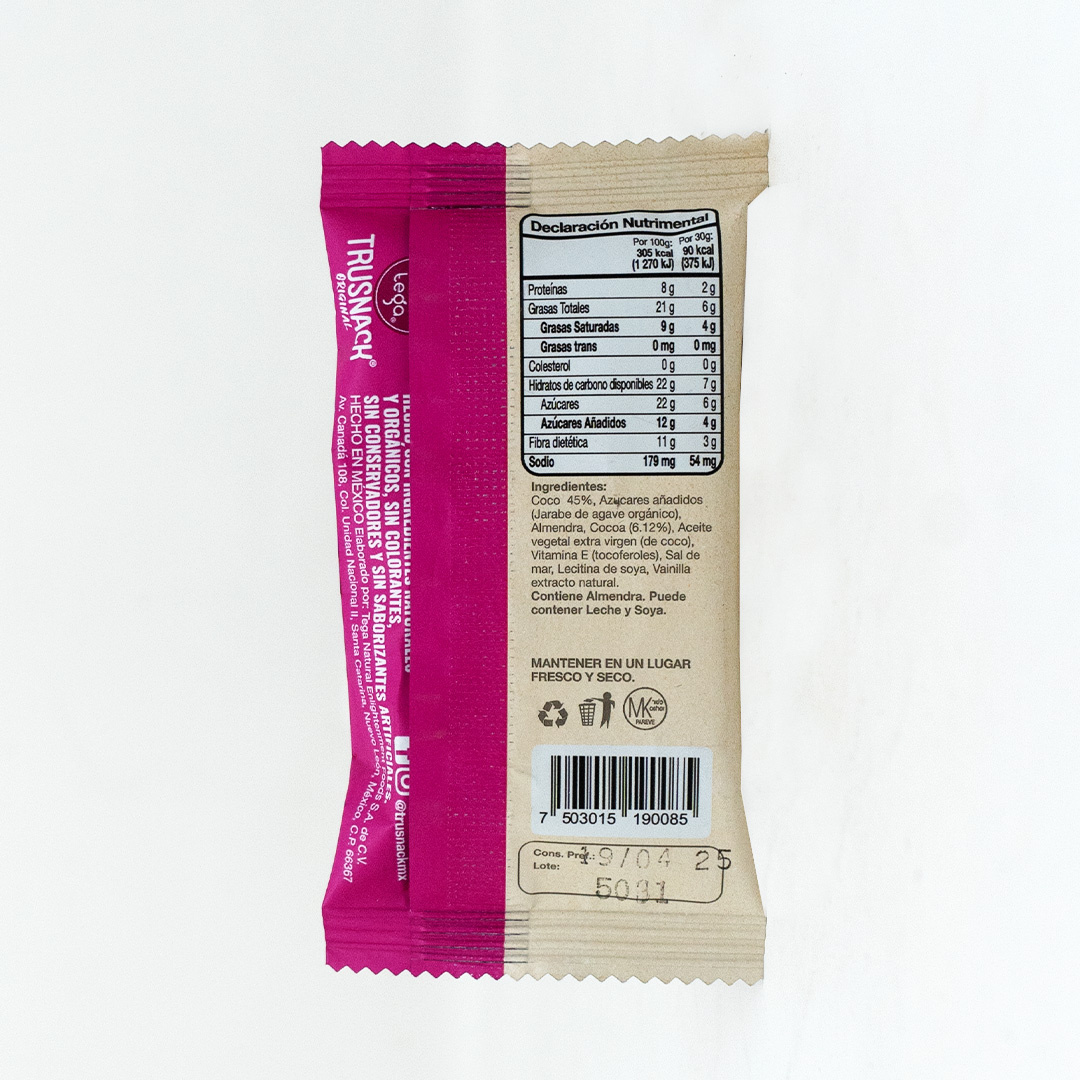 tega®
TRUSNACK®
ORIGINAL
HECHO CON INGREDIENTES NATURALES
Y ORGÁNICOS, SIN COLORANTES,
SIN CONSERVADORES Y SIN SABORIZANTES ARTIFICIALES.
HECHO EN MÉXICO Elaborado por: Tega Natural Enlightenment Foods, S.A. de C.V.
Av. Canadá 108, Col. Unidad Nacional II, Santa Catarina, Nuevo León, México, C.P. 66367
@trusnackmx
Declaración Nutrimental
Por 100g: Por 30g:
305 kcal 90 kcal
(1 270 kJ) (375 kJ)
Proteínas 8 g 2 g
Grasas Totales 21 g 6 g
Grasas Saturadas 9 g 4 g
Grasas trans 0 mg 0 mg
Colesterol 0 g 0 g
Hidratos de carbono disponibles 22 g 7 g
Azúcares 22 g 6 g
Azúcares Añadidos 12 g 4 g
Fibra dietética 11 g 3 g
Sodio 179 mg 54 mg
Ingredientes:
Coco 45%, Azúcares añadidos
(Jarabe de agave orgánico),
Almendra, Cocoa (6.12%), Aceite
vegetal extra virgen (de coco),
Vitamina E (tocoferoles), Sal de
mar, Lecitina de soya, Vainilla
extracto natural.
Contiene Almendra. Puede
contener Leche y Soya.
MANTENER EN UN LUGAR
FRESCO Y SECO.
MK
PAREVE
7 503015 190085
Cons. Pref.: 19/04 25
Lote: 5031